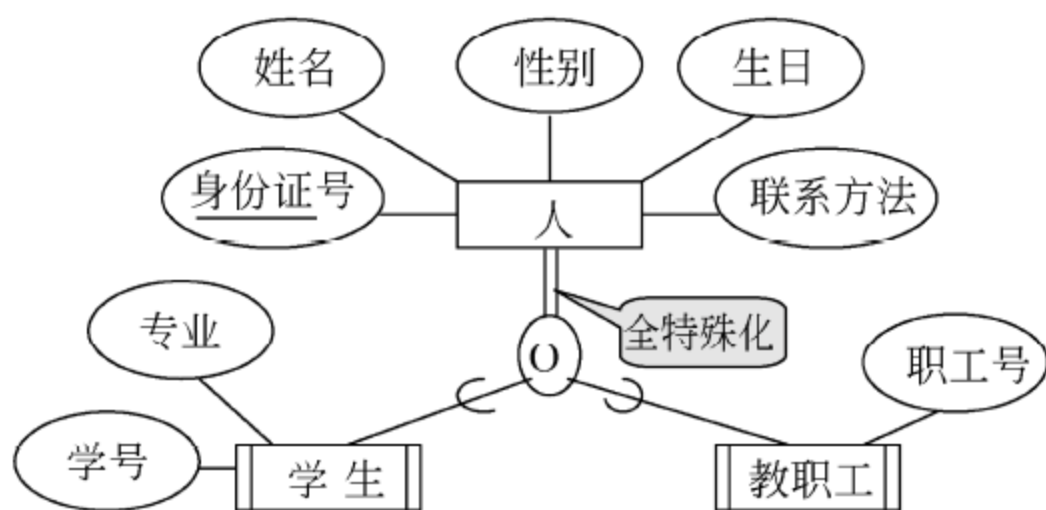 姓名
性别
生日
身份证号
人
联系方法
专业
全特殊化
O
职工号
学号
学 生
教职工